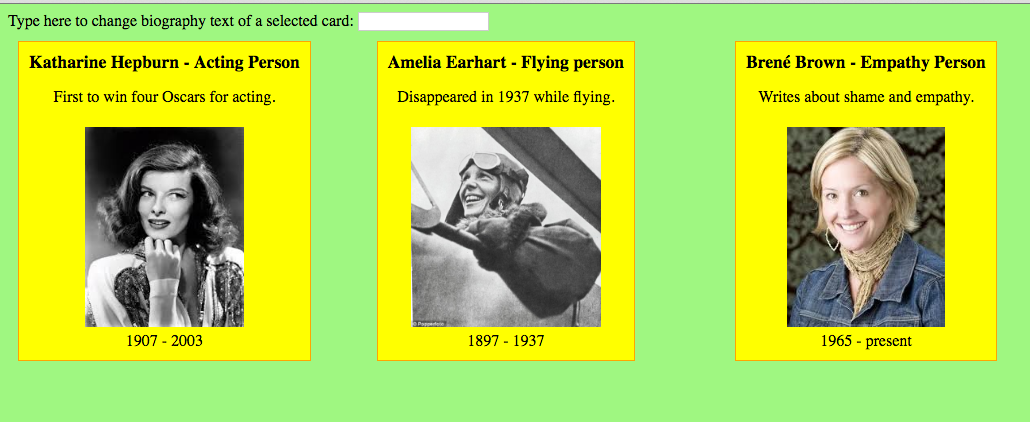 Type here to change biography text of a selected card:
Katharine Hepburn - Acting Person
First to win four Oscars for acting.
1907 - 2003
Amelia Earhart - Flying person
Disappeared in 1937 while flying.
© Popperfoto
1897 - 1937
Brené Brown - Empathy Person
Writes about shame and empathy.
1965 - present